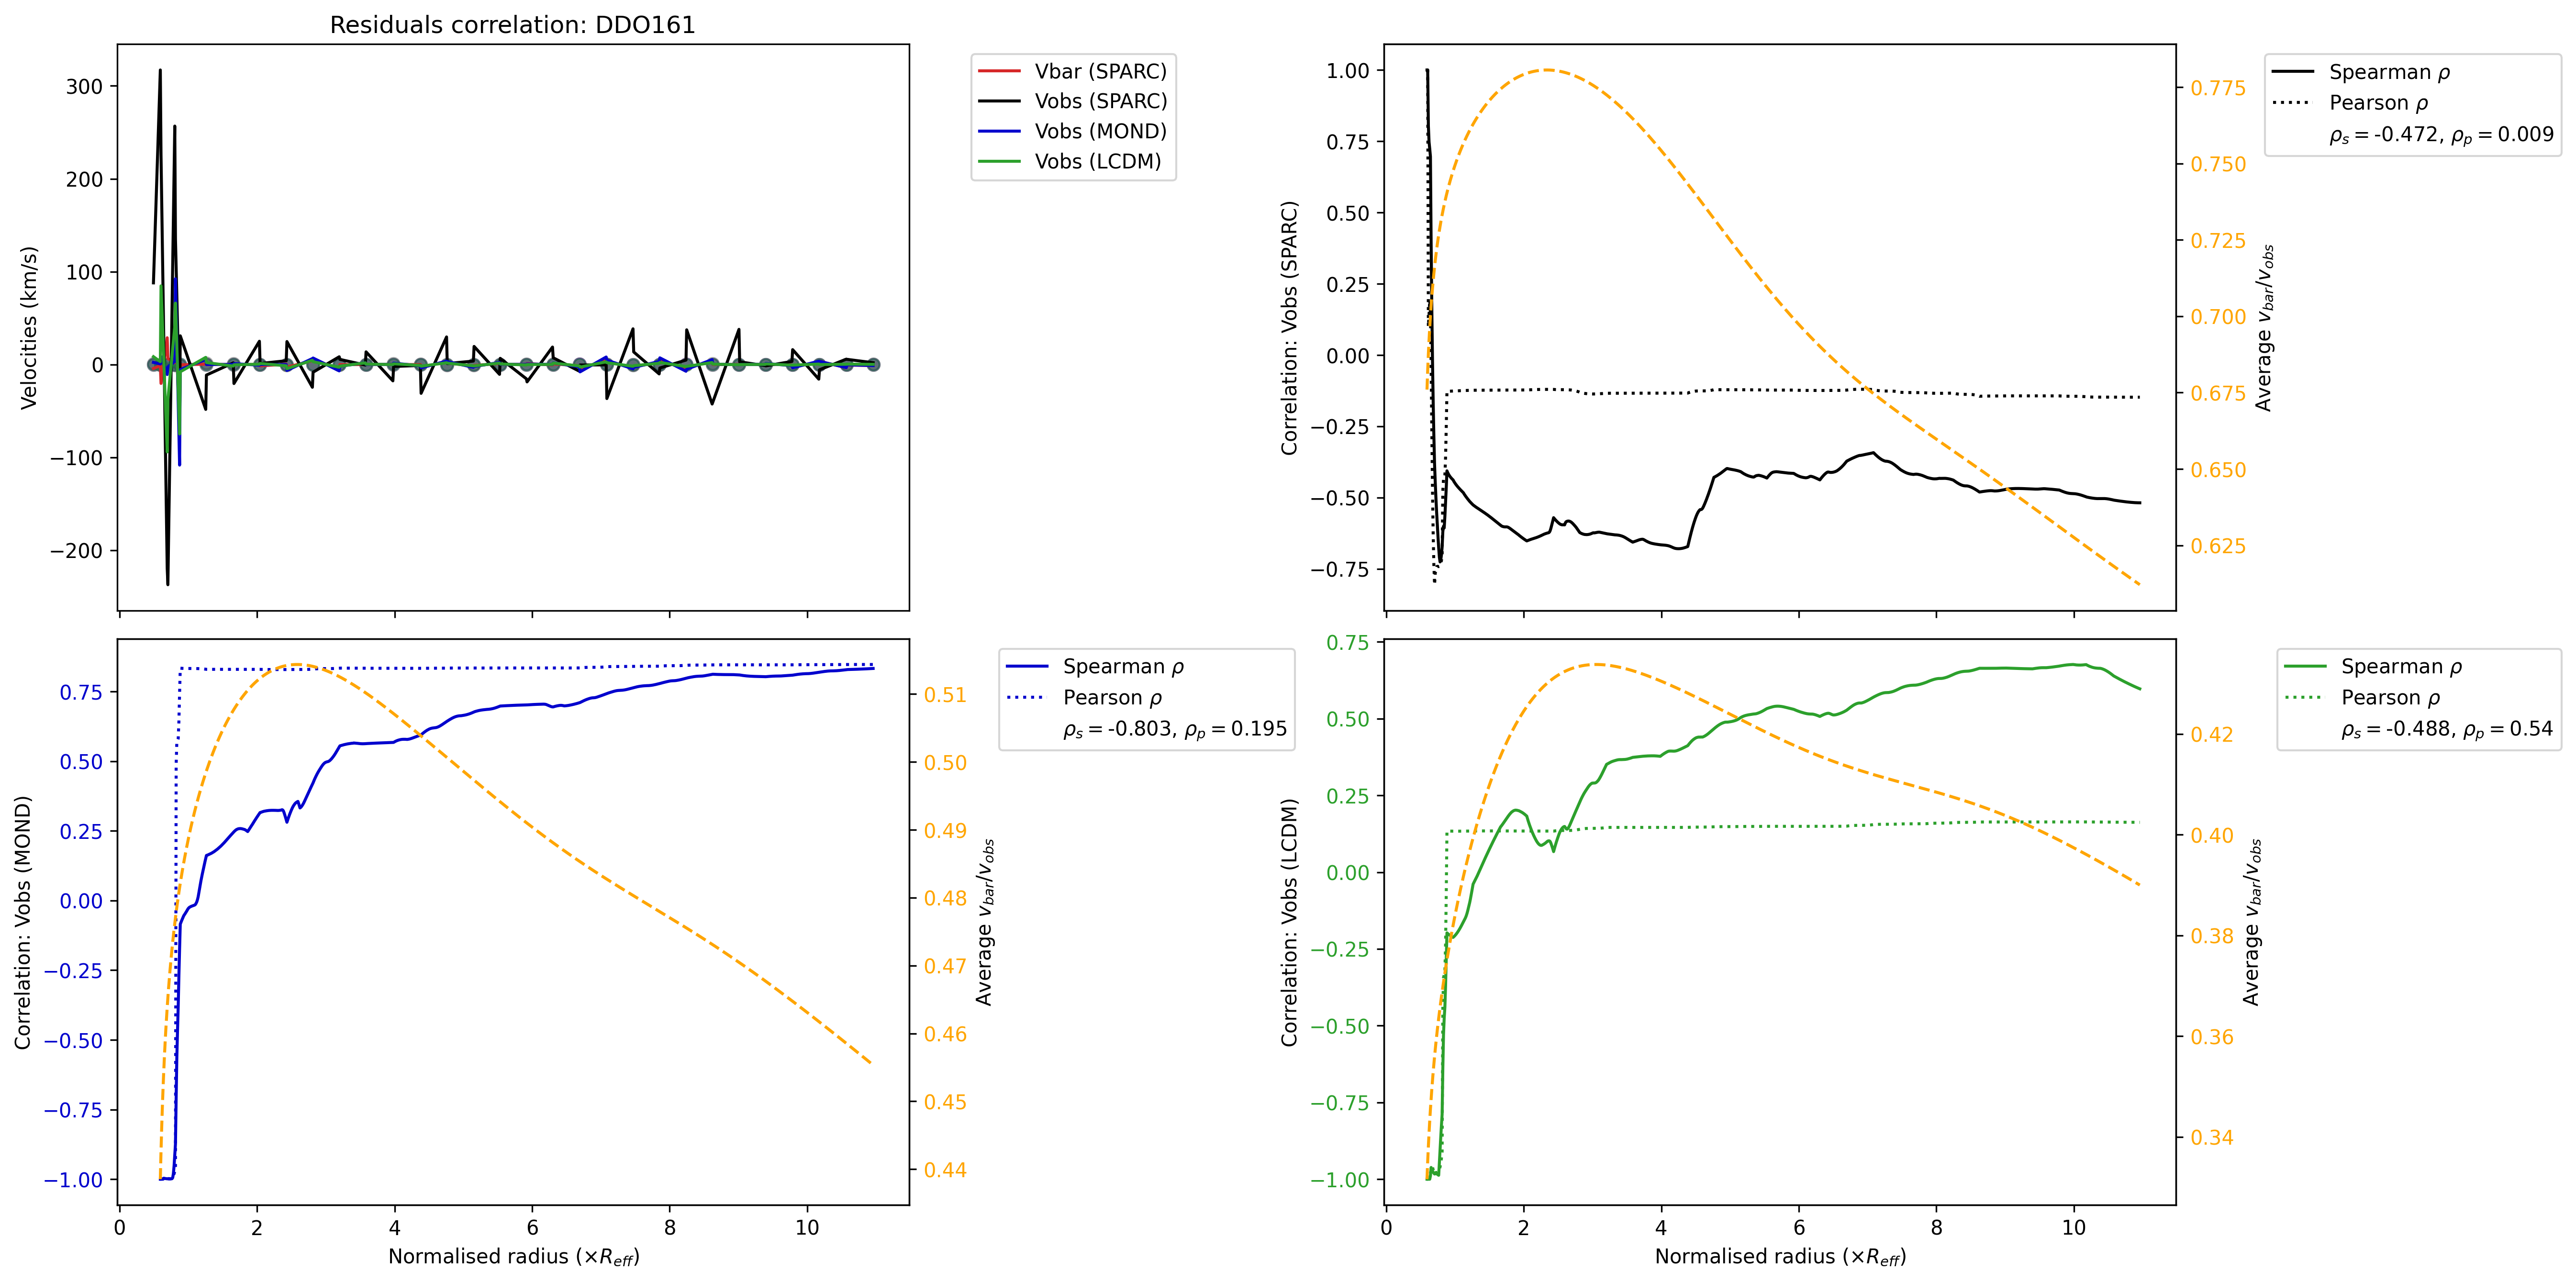 Residuals correlation: DDO161
Velocities (km/s)
300
200
100
0
−100
−200
Vbar (SPARC)
Vobs (SPARC)
Vobs (MOND)
Vobs (LCDM)
Correlation: Vobs (SPARC)
1.00
0.75
0.50
0.25
0.00
−0.25
−0.50
−0.75
0.775
0.750
0.725
0.700
0.675
0.650
0.625
Average v_bar/v_obs
Spearman ρ
Pearson ρ
ρ_s = -0.472, ρ_p = 0.009
Correlation: Vobs (MOND)
0.75
0.50
0.25
0.00
−0.25
−0.50
−0.75
−1.00
0.51
0.50
0.49
0.48
0.47
0.46
0.45
0.44
Average v_bar/v_obs
0 2 4 6 8 10
Normalised radius (×R_eff)
Spearman ρ
Pearson ρ
ρ_s = -0.803, ρ_p = 0.195
Correlation: Vobs (LCDM)
0.75
0.50
0.25
0.00
−0.25
−0.50
−0.75
−1.00
0.42
0.40
0.38
0.36
0.34
Average v_bar/v_obs
0 2 4 6 8 10
Normalised radius (×R_eff)
Spearman ρ
Pearson ρ
ρ_s = -0.488, ρ_p = 0.54